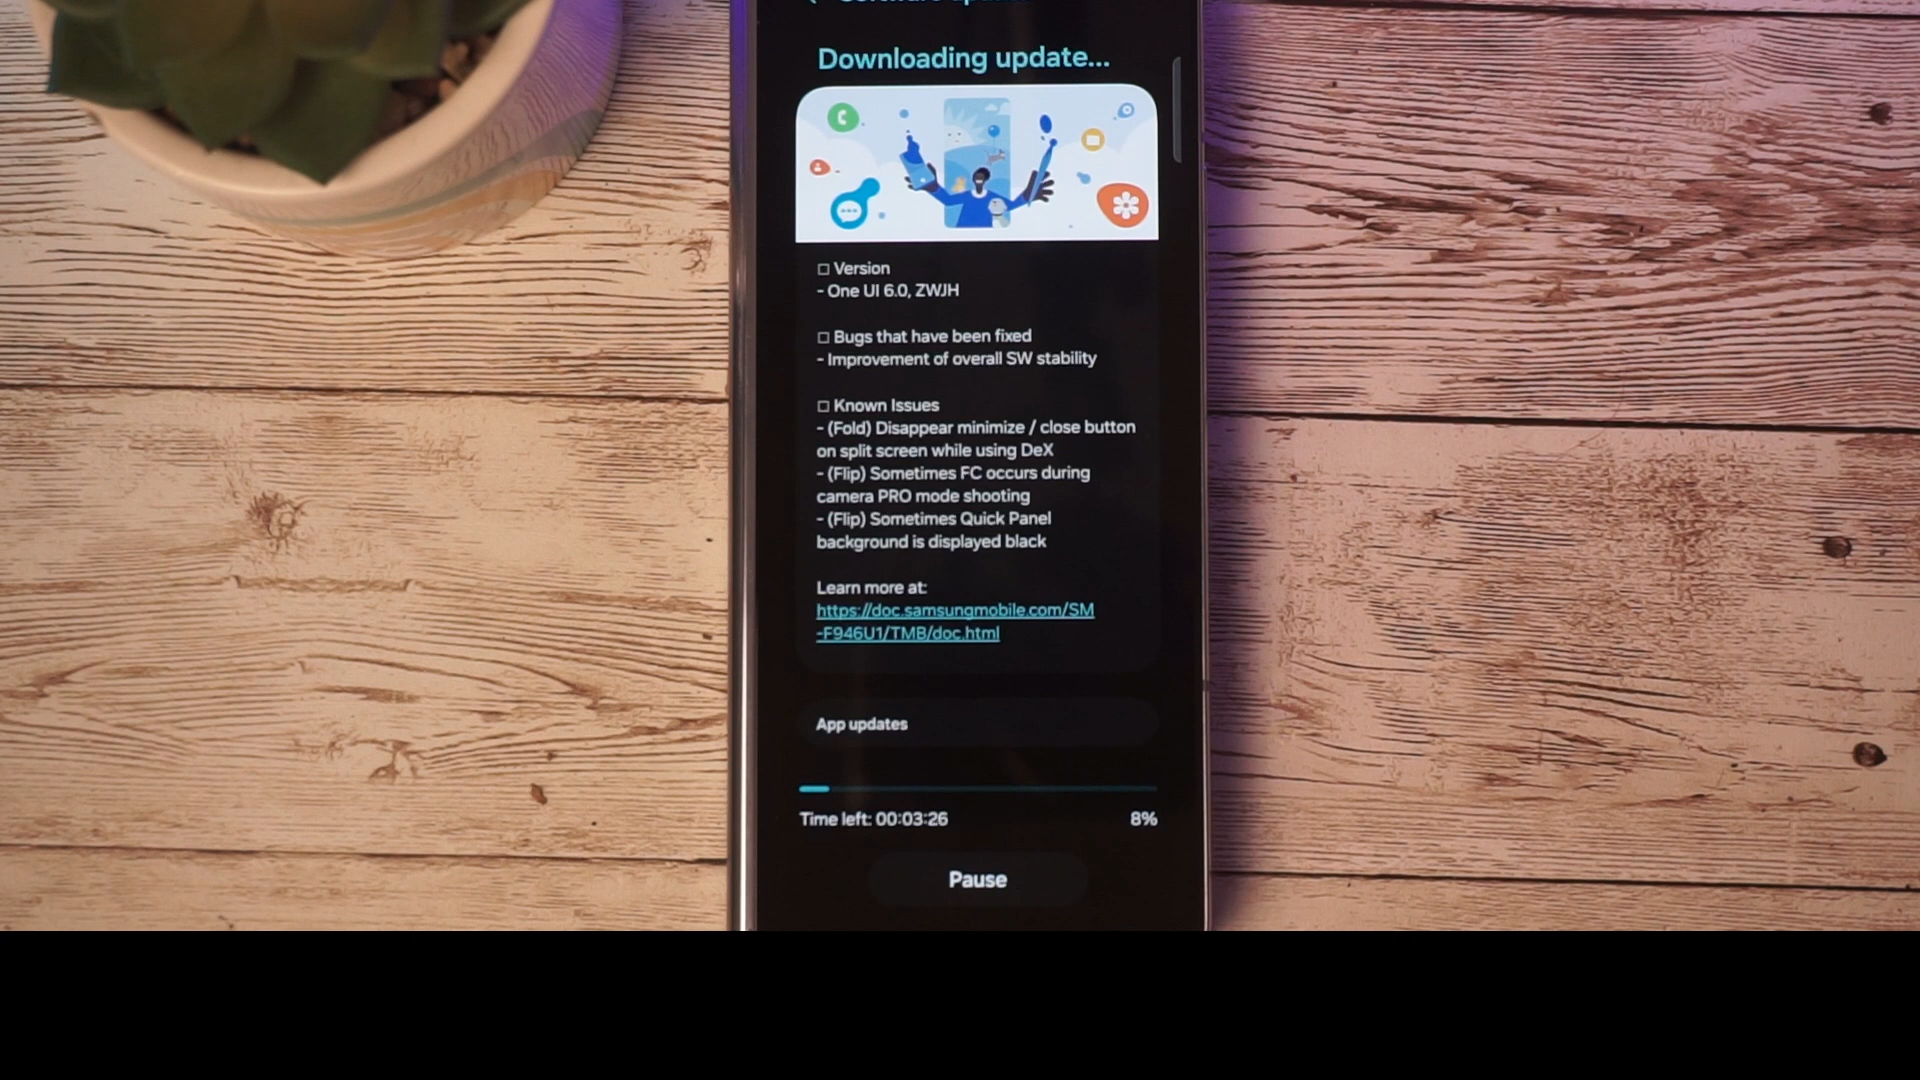 Downloading update...
□ Version
- One UI 6.0, ZWJH
□ Bugs that have been fixed
- Improvement of overall SW stability
□ Known Issues
- (Fold) Disappear minimize / close button
on split screen while using DeX
- (Flip) Sometimes FC occurs during
camera PRO mode shooting
- (Flip) Sometimes Quick Panel
background is displayed black
Learn more at:
https://doc.samsungmobile.com/SM
-F946U1/TMB/doc.html
App updates
Time left: 00:03:26 8%
Pause